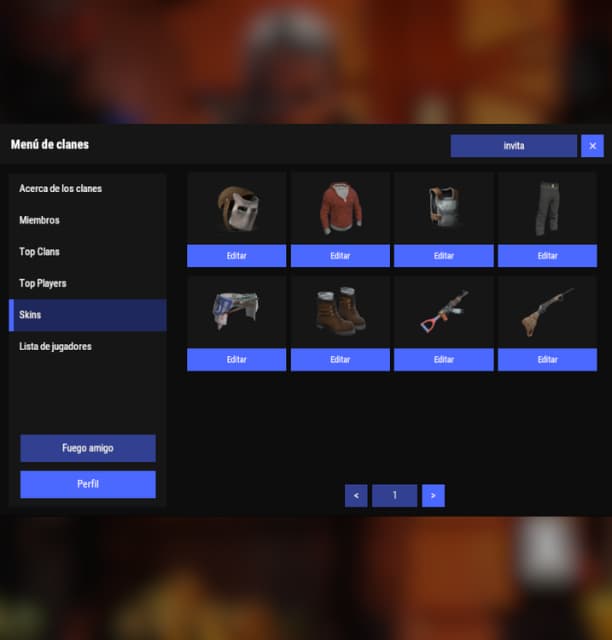 Menú de clanes
invita
×
Acerca de los clanes
Miembros
Top Clans
Top Players
Skins
Lista de jugadores
Fuego amigo
Perfil
Editar
Editar
Editar
Editar
Editar
Editar
Editar
Editar
<
1
>